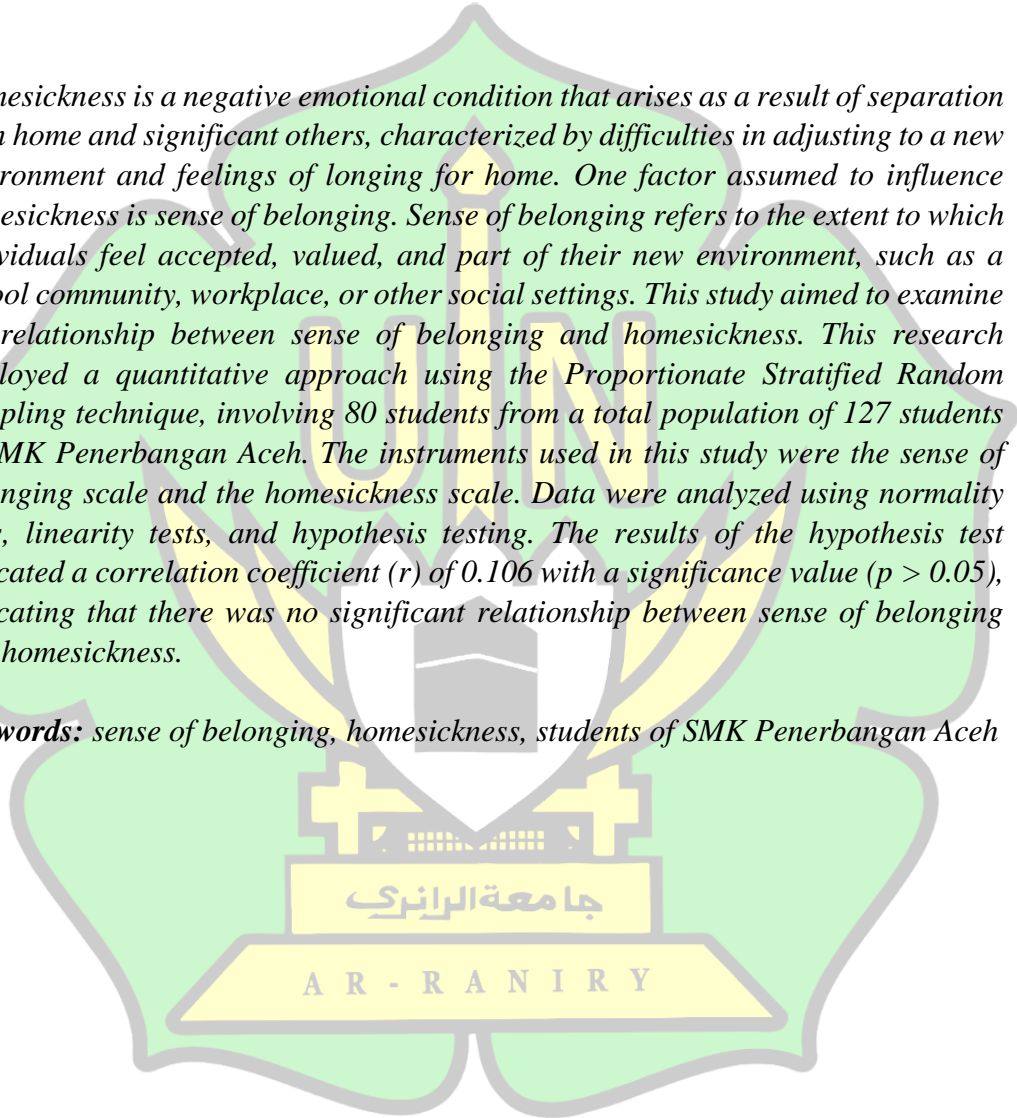 nesickness is a negative emotional condition that arises as a result of separation
n home and significant others, characterized by difficulties in adjusting to a new
ironment and feelings of longing for home. One factor assumed to influence
nesickness is sense of belonging. Sense of belonging refers to the extent to which
viduals feel accepted, valued, and part of their new environment, such as a
ool community, workplace, or other social settings. This study aimed to examine
relationship between sense of belonging and homesickness. This research
loyed a quantitative approach using the Proportionate Stratified Random
pling technique, involving 80 students from a total population of 127 students
MK Penerbangan Aceh. The instruments used in this study were the sense of
nging scale and the homesickness scale. Data were analyzed using normality
, linearity tests, and hypothesis testing. The results of the hypothesis test
cated a correlation coefficient (r) of 0.106 with a significance value (p > 0.05),
cating that there was no significant relationship between sense of belonging
homesickness.
words: sense of belonging, homesickness, students of SMK Penerbangan Aceh
UIN
جامعة الرانري
AR-RANIRY